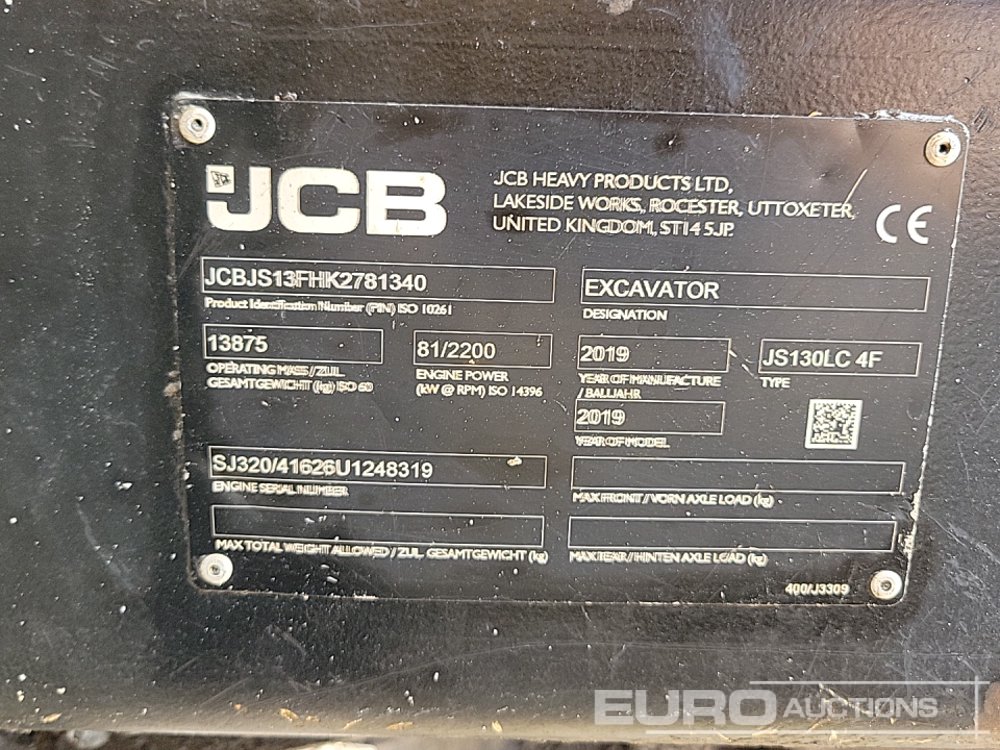 JCB
JCB HEAVY PRODUCTS LTD,
LAKESIDE WORKS, ROCESTER, UTTOXETER,
UNITED KINGDOM, ST14 5JP.
CE
JCBJS13FHK2781340
Product Identification Number (PIN) ISO 10261
EXCAVATOR
DESIGNATION
13875
OPERATING MASS / ZUL
GESAMTGEWICHT (kg) ISO 60
81/2200
ENGINE POWER
(kW @ RPM) ISO 14396
2019
YEAR OF MANUFACTURE
/ BALIJAHR
JS130LC 4F
TYPE
2019
YEAR OF MODEL
SJ320/41626U1248319
ENGINE SERIAL NUMBER
MAX FRONT / VORN AXLE LOAD (kg)
MAX TOTAL WEIGHT ALLOWED / ZUL GESAMTGEWICHT (kg)
MAX REAR / HINTEN AXLE LOAD (kg)
400/J3309
EURO AUCTIONS